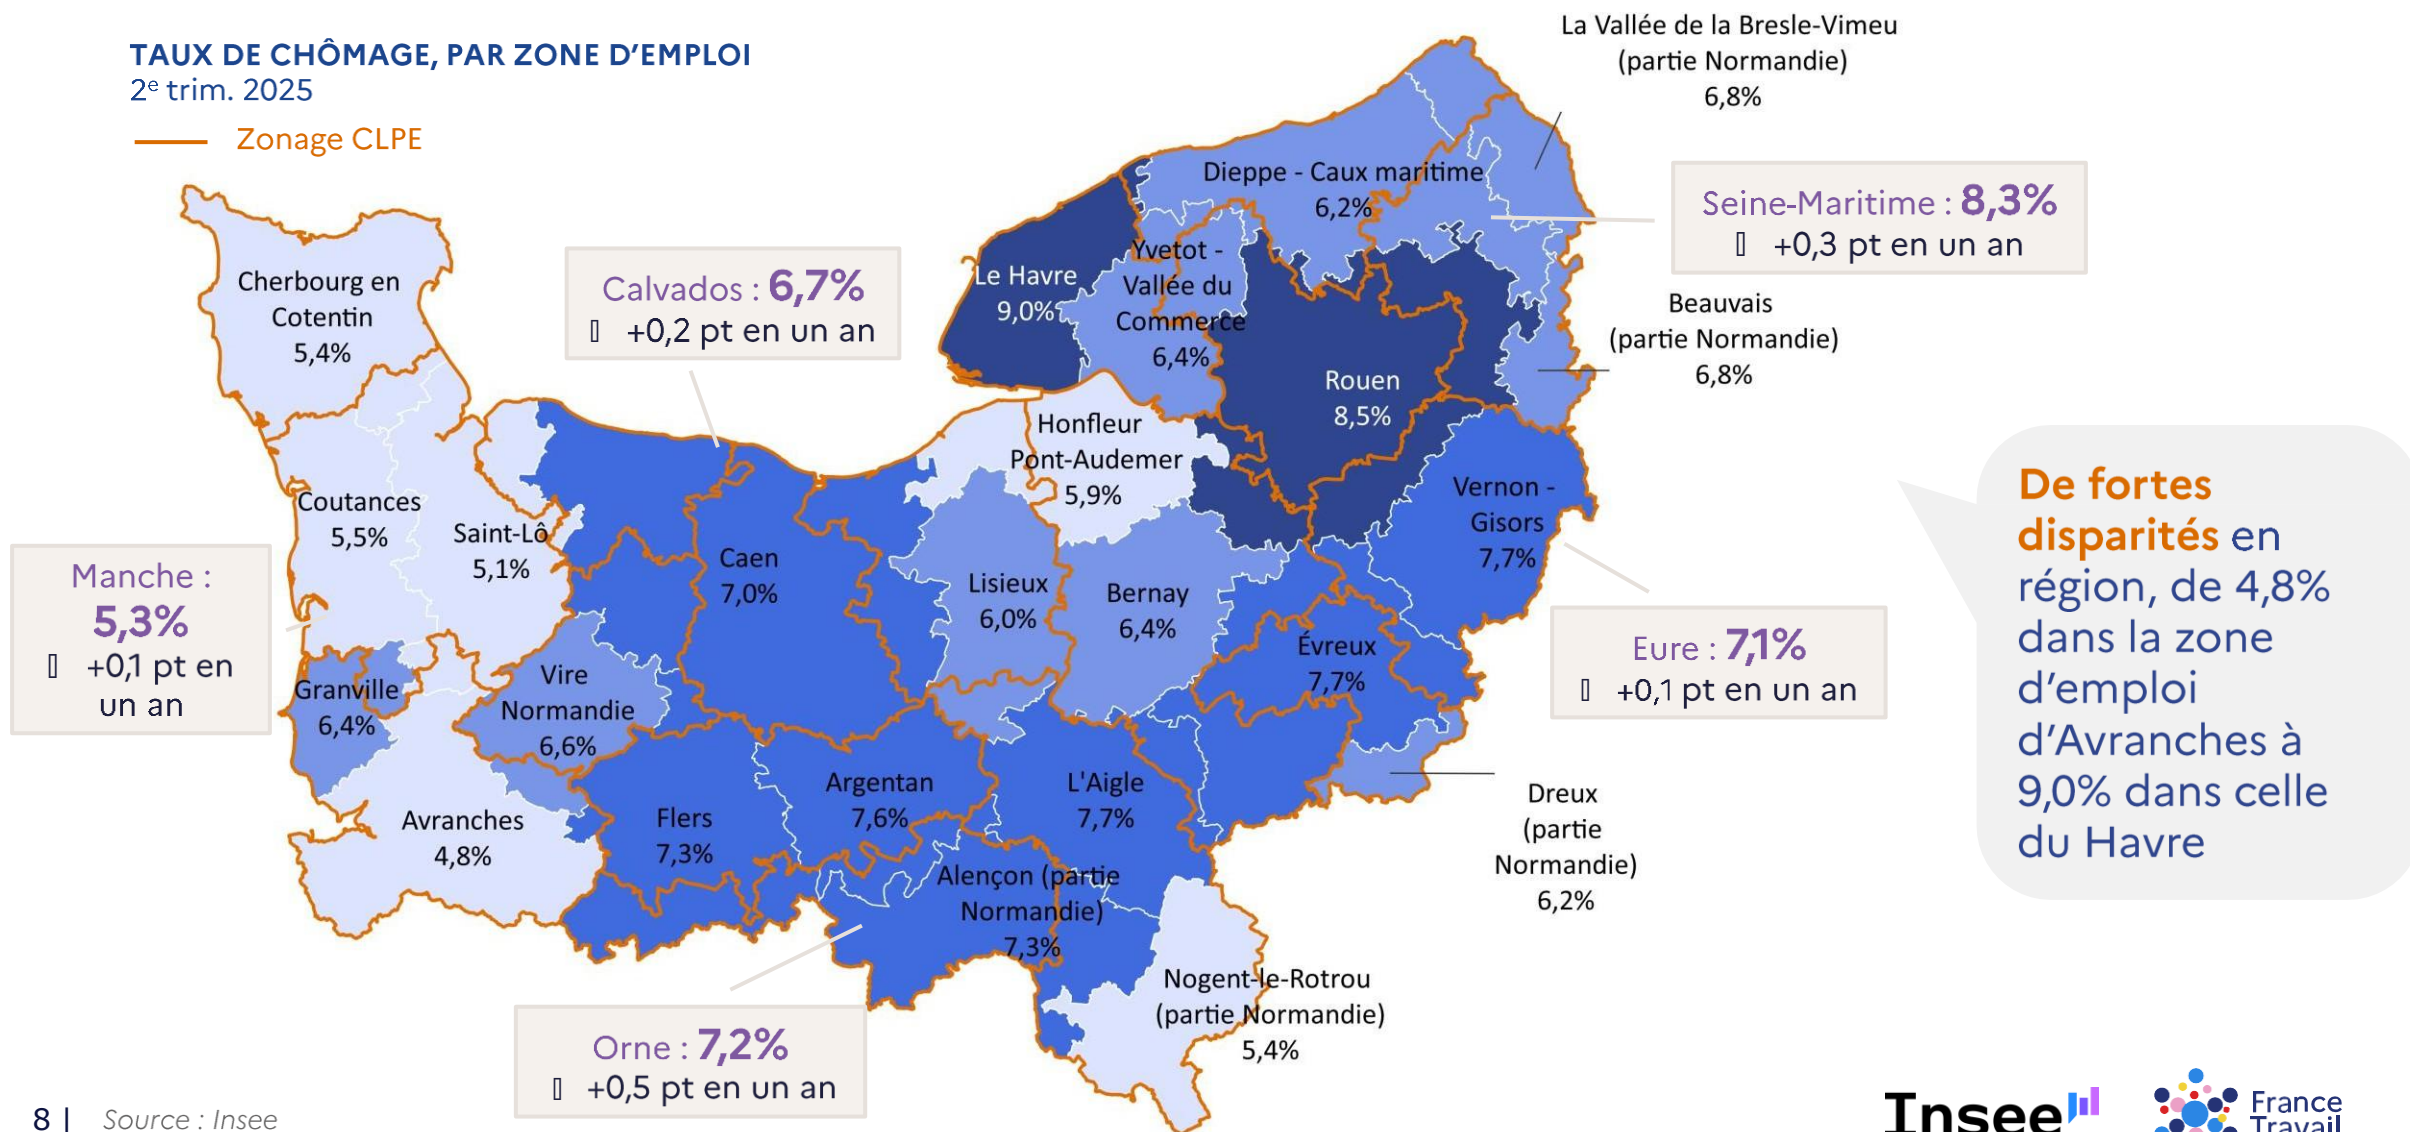 TAUX DE CHÔMAGE, PAR ZONE D'EMPLOI
2e trim. 2025
Zonage CLPE
La Vallée de la Bresle-Vimeu
(partie Normandie)
6,8%
Dieppe - Caux maritime
6,2%
Seine-Maritime : 8,3%
+0,3 pt en un an
Cherbourg en
Cotentin
5,4%
Calvados : 6,7%
+0,2 pt en un an
Le Havre
9,0%
Yvetot -
Vallée du
Commerce
6,4%
Beauvais
(partie Normandie)
6,8%
Rouen
8,5%
Honfleur
Pont-Audemer
5,9%
Coutances
5,5%
Saint-Lô
5,1%
Caen
7,0%
Lisieux
6,0%
Bernay
6,4%
Vernon -
Gisors
7,7%
De fortes
disparités en
région, de 4,8%
dans la zone
d'emploi
d'Avranches à
9,0% dans celle
du Havre
Manche :
5,3%
+0,1 pt en
un an
Granville
6,4%
Vire
Normandie
6,6%
Évreux
7,7%
Eure : 7,1%
+0,1 pt en un an
Avranches
4,8%
Flers
7,3%
Argentan
7,6%
L'Aigle
7,7%
Dreux
(partie
Normandie)
6,2%
Alençon (partie
Normandie)
7,3%
Nogent-le-Rotrou
(partie Normandie)
5,4%
Orne : 7,2%
+0,5 pt en un an
8 | Source : Insee
Insee
France
Travail